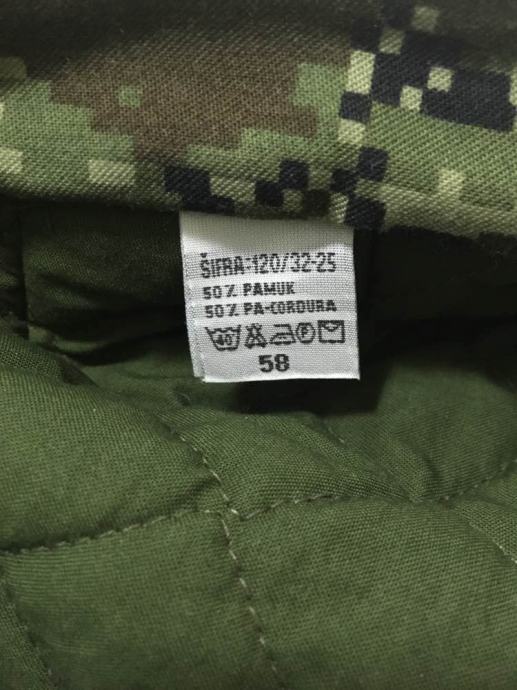 ŠIFRA:120/32-25
50% PAMUK
50% PA-CORDURA
40 P
58